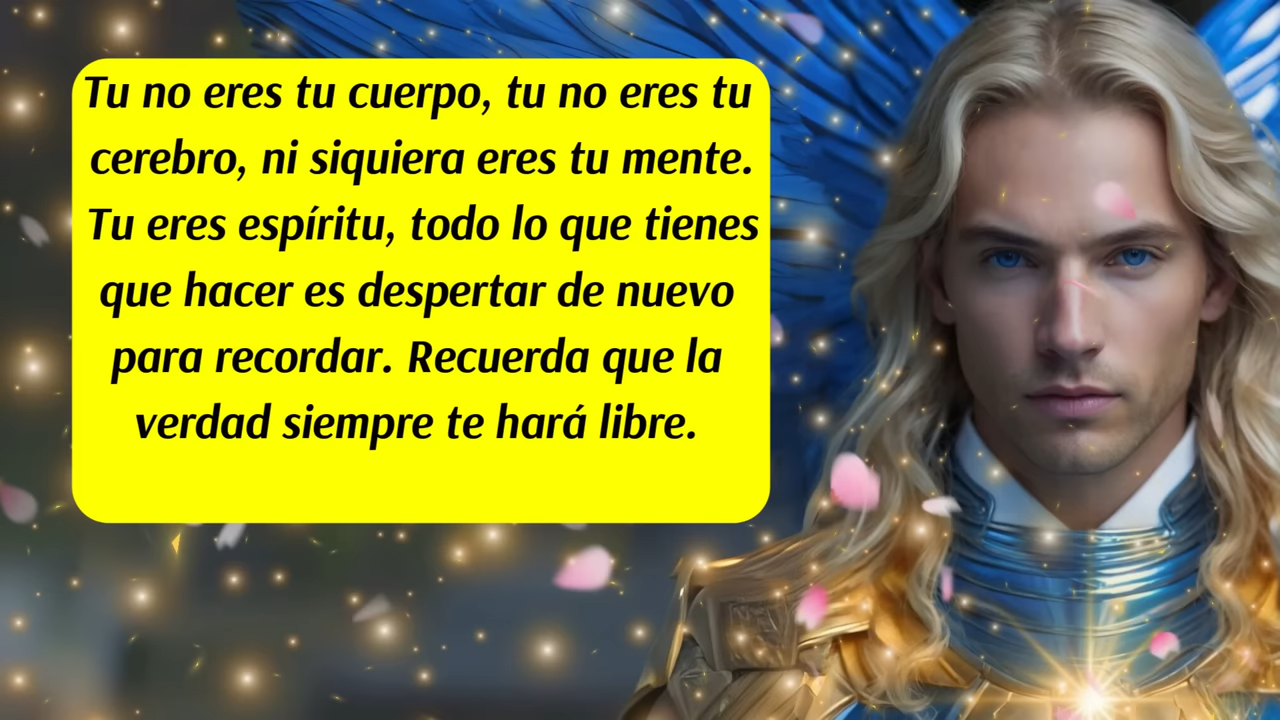 Tu no eres tu cuerpo, tu no eres tu
cerebro, ni siquiera eres tu mente.
Tu eres espíritu, todo lo que tienes
que hacer es despertar de nuevo
para recordar. Recuerda que la
verdad siempre te hará libre.